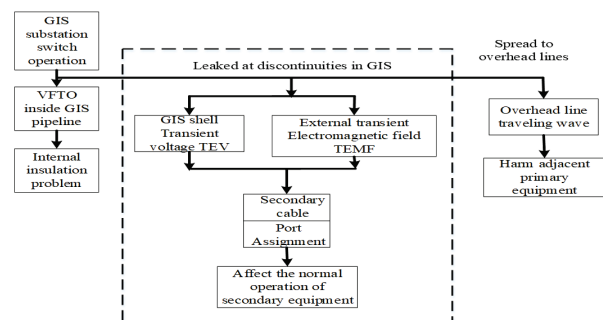 GIS
substation
switch
operation
VFTO
inside GIS
pipeline
Internal
insulation
problem
Leaked at discontinuities in GIS
GIS shell
Transient
voltage TEV
External transient
Electromagnetic field
TEMF
Secondary
cable
Port
Assignment
Affect the normal
operation of
secondary equipment
Spread to
overhead lines
Overhead line
traveling wave
Harm adjacent
primary
equipment